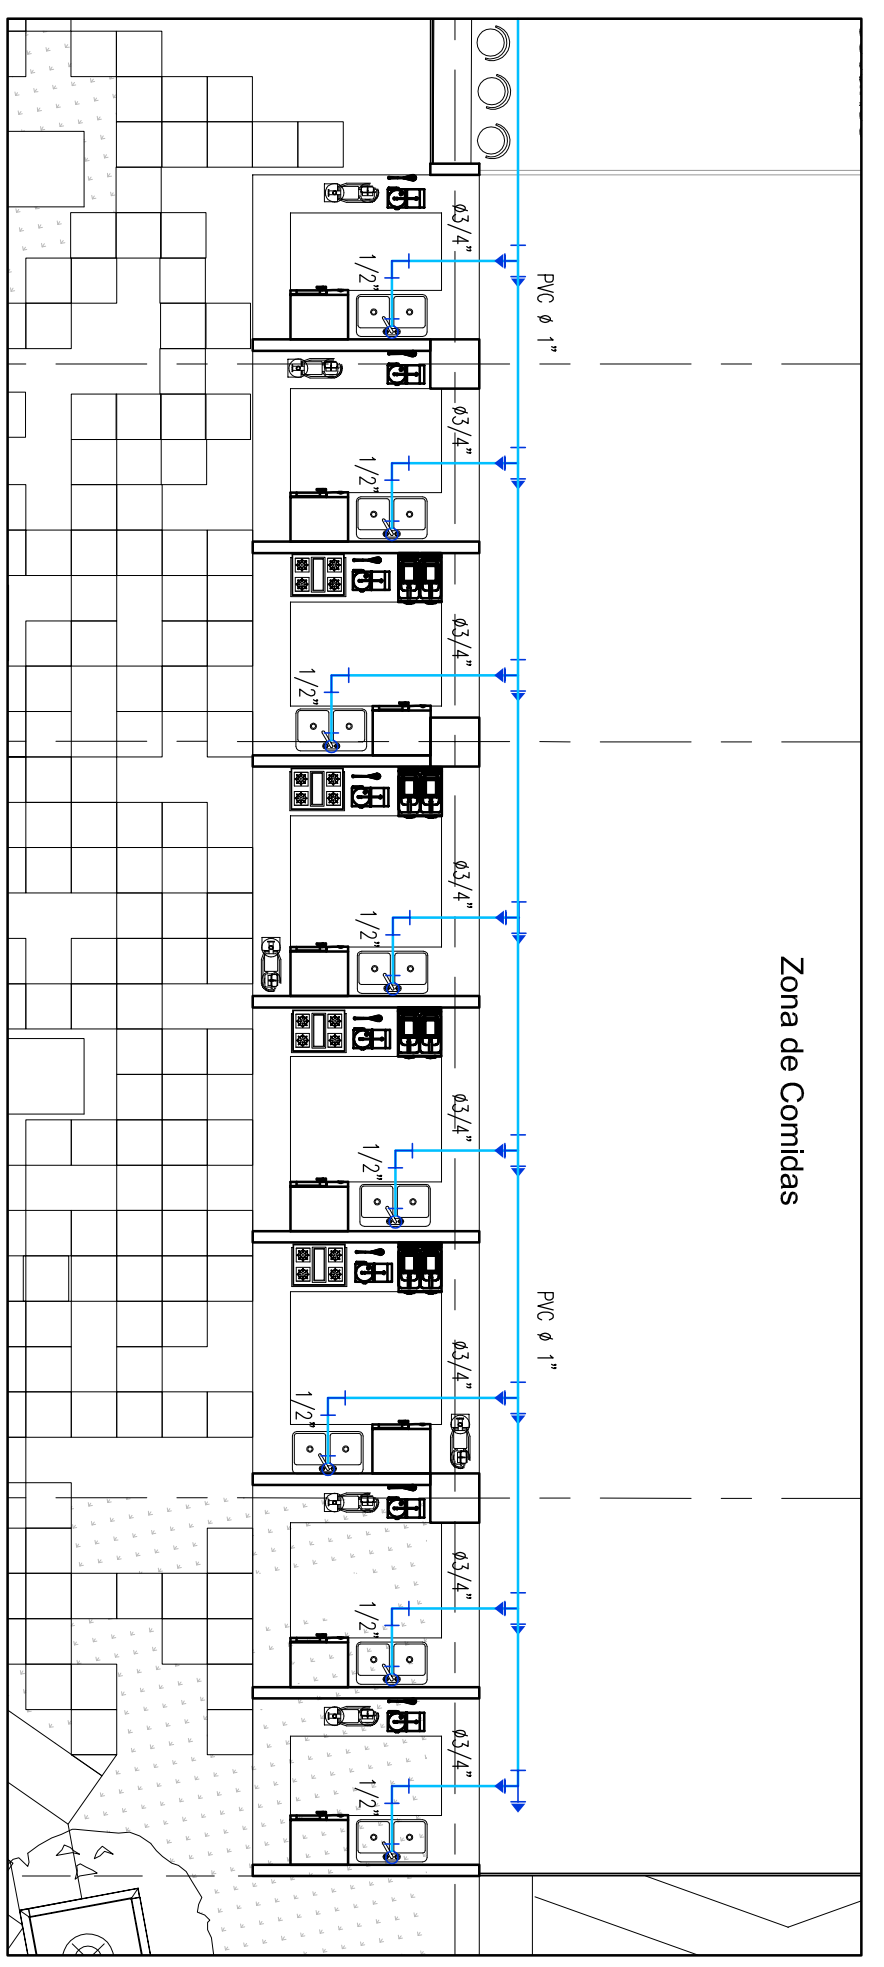 Ø3/4"
1/2"
PVC Ø 1"
Ø3/4"
1/2"
Ø3/4"
1/2"
Ø3/4"
1/2"
Zona de Comidas
Ø3/4"
1/2"
PVC Ø 1"
Ø3/4"
1/2"
Ø3/4"
1/2"
Ø3/4"
1/2"